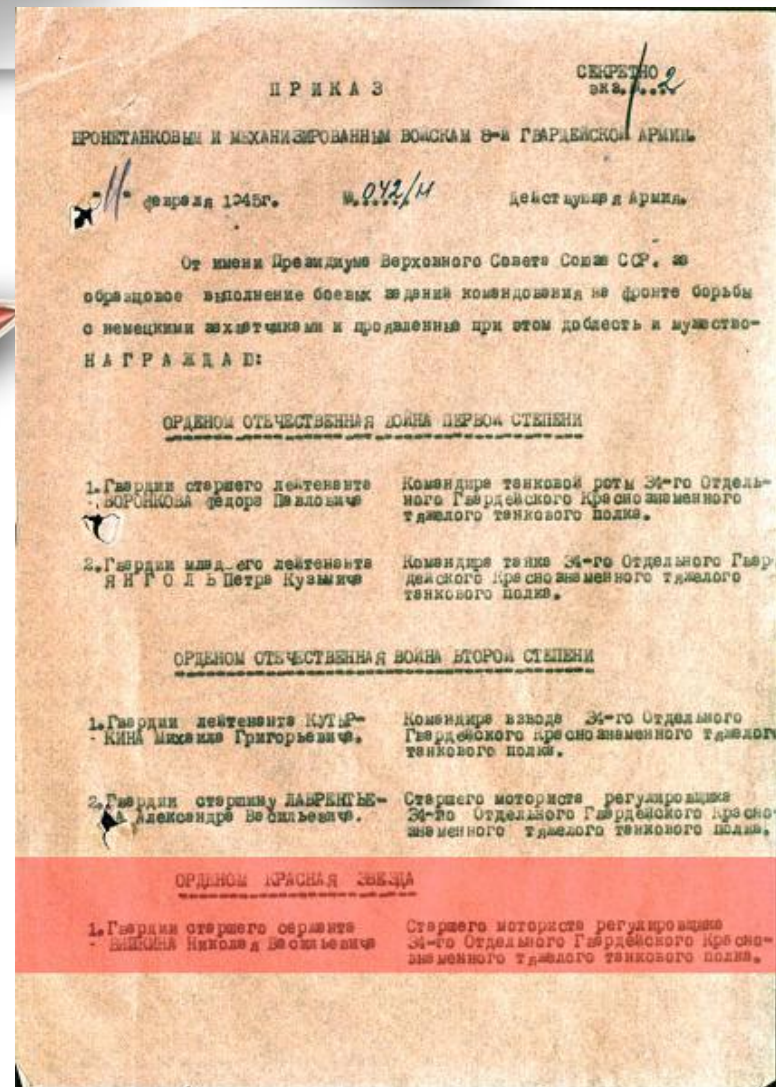 СЕКРЕТНО
ПРИКАЗ
экз.№... 2
БРОНЕТАНКОВЫМ И МЕХАНИЗИРОВАННЫМ ВОЙСКАМ 8-й ГВАРДЕЙСКОЙ АРМИИ.
"11" февраля 1945г. №.042/н Действующая Армия.
От имени Президиума Верховного Совета Союза ССР. за
образцовое выполнение боевых заданий командования на фронте борьбы
с немецкими захватчиками и проявленные при этом доблесть и мужество-
НАГРАЖДАЮ:
ОРДЕНОМ ОТЕЧЕСТВЕННАЯ ВОЙНА ПЕРВОЙ СТЕПЕНИ
1.Гвардии старшего лейтенанта Командира танковой роты 34-го Отдель-
- ВОРОНКОВА Федора Павловича ного Гвардейского Краснознаменного
тяжелого танкового полка.
2.Гвардии младшего лейтенанта Командира танка 34-го Отдельного Гвар-
ЯНГОЛЬ Петра Кузьмича дейского Краснознаменного тяжелого
танкового полка.
ОРДЕНОМ ОТЕЧЕСТВЕННАЯ ВОЙНА ВТОРОЙ СТЕПЕНИ
1.Гвардии лейтенанта КУТЫР- Командира взвода 34-го Отдельного
- КИНА Михаила Григорьевича. Гвардейского Краснознаменного тяжелого
танкового полка.
2.Гвардии старшину ЛАВРЕНТЬЕ- Старшего моториста регулировщика
ВА Александра Васильевича. 34-го Отдельного Гвардейского Красно-
знаменного тяжелого танкового полка.
ОРДЕНОМ КРАСНАЯ ЗВЕЗДА
1.Гвардии старшего сержанта Старшего моториста регулировщика
- Николая Васильевича 34-го Отдельного Гвардейского Красно-
знаменного тяжелого танкового полка.